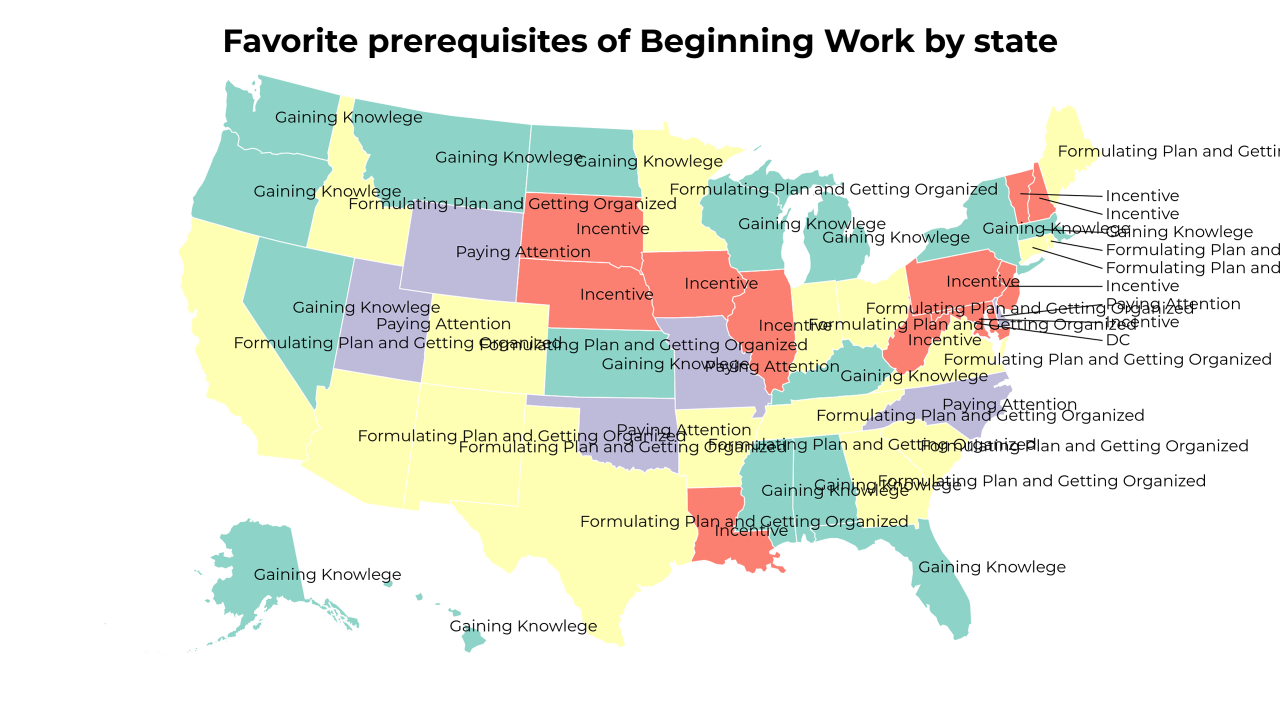 Favorite prerequisites of Beginning Work by state
Gaining Knowlege
Formulating Plan and Gettin
Gaining Knowlege
Gaining Knowlege
Gaining Knowlege
Formulating Plan and Getting Organized
Formulating Plan and Getting Organized
Incentive
Incentive
Gaining Knowlege
Gaining Knowlege
Incentive
Gaining Knowlege
Gaining Knowlege
Gaining Knowlege
Formulating Plan and
Paying Attention
Formulating Plan and
Incentive
Incentive
Incentive
Incentive
Paying Attention
Gaining Knowlege
Formulating Plan and Getting Organized
Incentive
Paying Attention
Incentive
Formulating Plan and Getting Organized
DC
Incentive
Formulating Plan and Getting Organized
Formulating Plan and Getting Organized
Formulating Plan and Getting Organized
Gaining Knowlege
Paying Attention
Gaining Knowlege
Paying Attention
Formulating Plan and Getting Organized
Paying Attention
Formulating Plan and Getting Organized
Formulating Plan and Getting Organized
Formulating Plan and Getting Organized
Formulating Plan and Getting Organized
Gaining Knowlege
Formulating Plan and Getting Organized
Gaining Knowlege
Formulating Plan and Getting Organized
Incentive
Gaining Knowlege
Gaining Knowlege
Gaining Knowlege